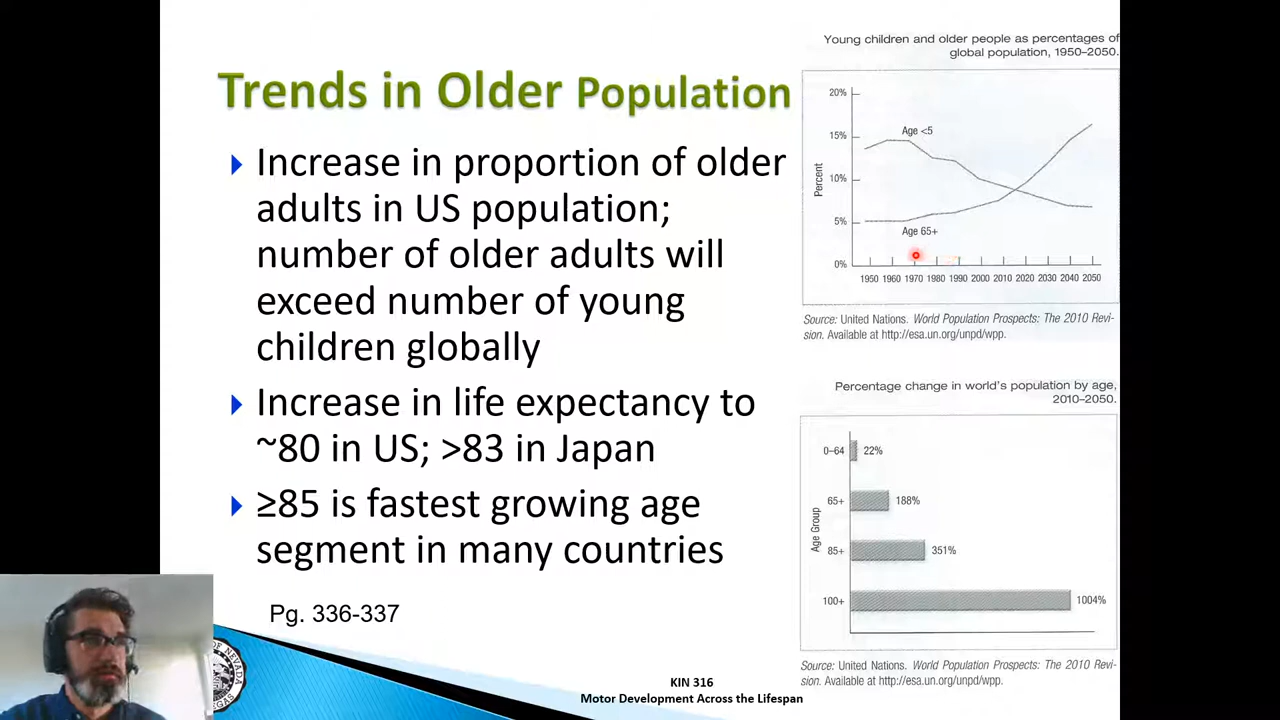 Trends in Older Population
Increase in proportion of older
adults in US population;
number of older adults will
exceed number of young
children globally
Increase in life expectancy to
~80 in US; >83 in Japan
≥85 is fastest growing age
segment in many countries
Pg. 336-337
Young children and older people as percentages of
global population, 1950–2050.
20%
15%
10%
5%
0%
Percent
Age <5
Age 65+
1950 1960 1970 1980 1990 2000 2010 2020 2030 2040 2050
Source: United Nations. World Population Prospects: The 2010 Revi-
sion. Available at http://esa.un.org/unpd/wpp.
Percentage change in world's population by age,
2010–2050.
Age Group
0–64 22%
65+ 188%
85+ 351%
100+ 1004%
Source: United Nations. World Population Prospects: The 2010 Revi-
sion. Available at http://esa.un.org/unpd/wpp.
KIN 316
Motor Development Across the Lifespan